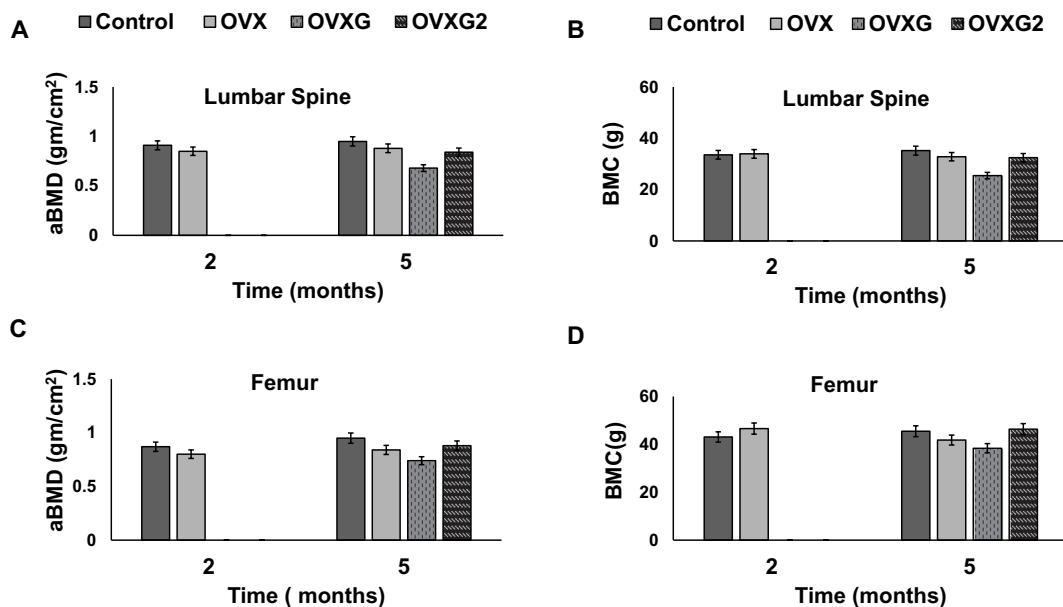 A
Control OVX OVXG OVXG2
aBMD (gm/cm²)
1.5
1
0.5
0
Lumbar Spine
2 5
Time (months)
B
Control OVX OVXG OVXG2
BMC (g)
60
40
20
0
Lumbar Spine
2 5
Time (months)
C
aBMD (gm/cm²)
1.5
1
0.5
0
Femur
2 5
Time ( months)
D
BMC(g)
60
40
20
0
Femur
2 5
Time (months)